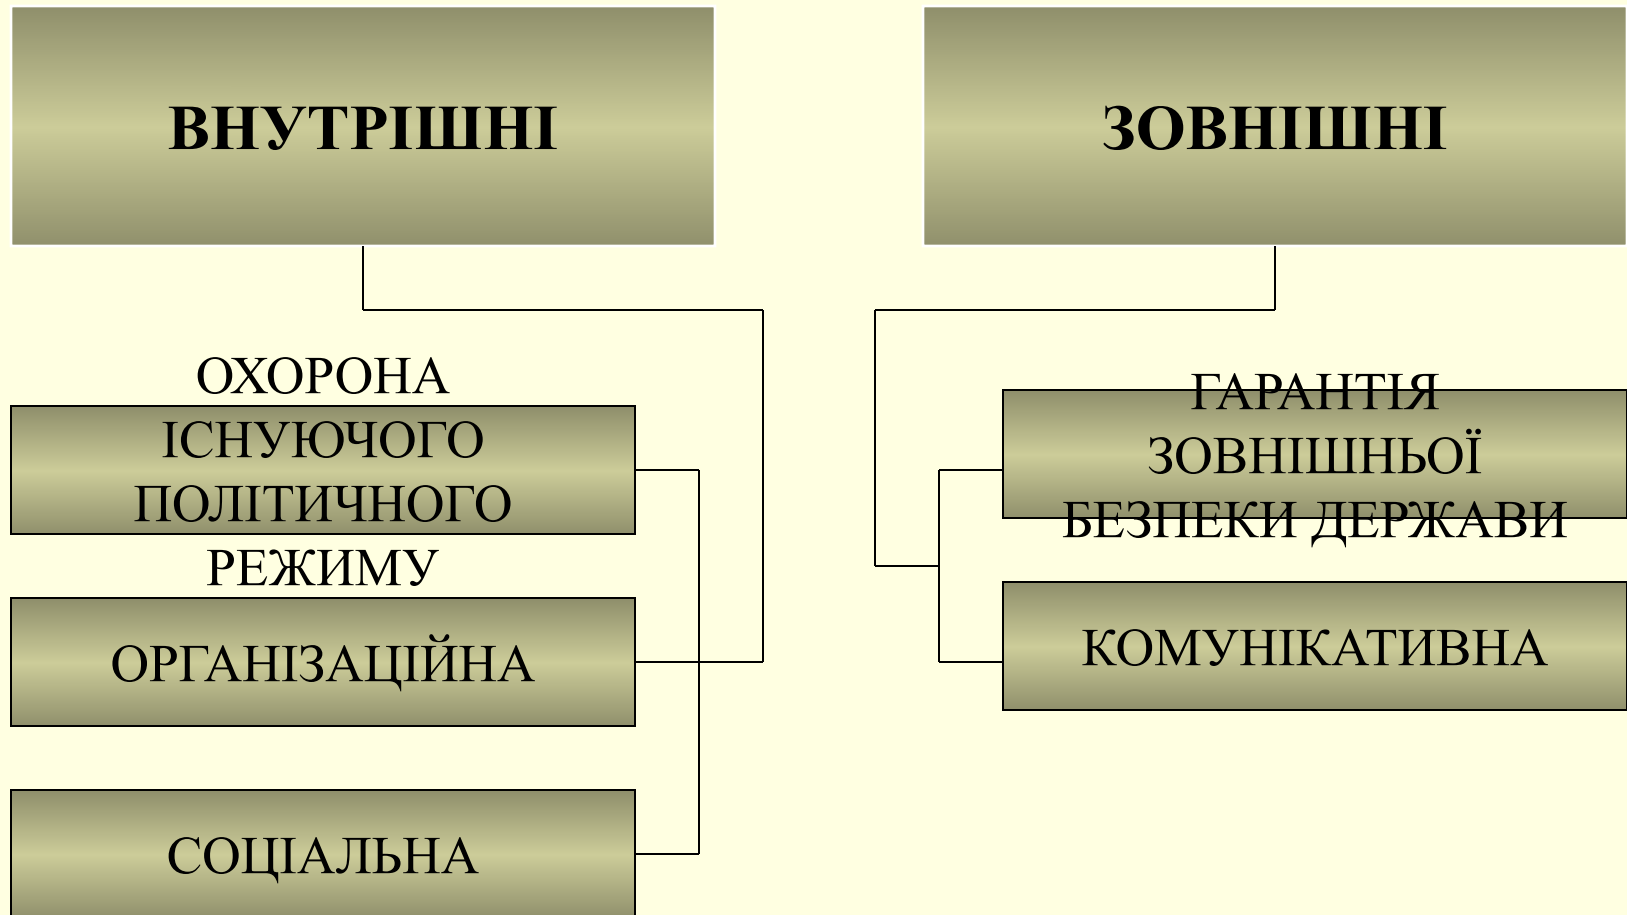 ВНУТРІШНІ
ЗОВНІШНІ
ОХОРОНА
ІСНУЮЧОГО
ПОЛІТИЧНОГО
РЕЖИМУ
ОРГАНІЗАЦІЙНА
СОЦІАЛЬНА
ГАРАНТІЯ
ЗОВНІШНЬОЇ
БЕЗПЕКИ ДЕРЖАВИ
КОМУНІКАТИВНА